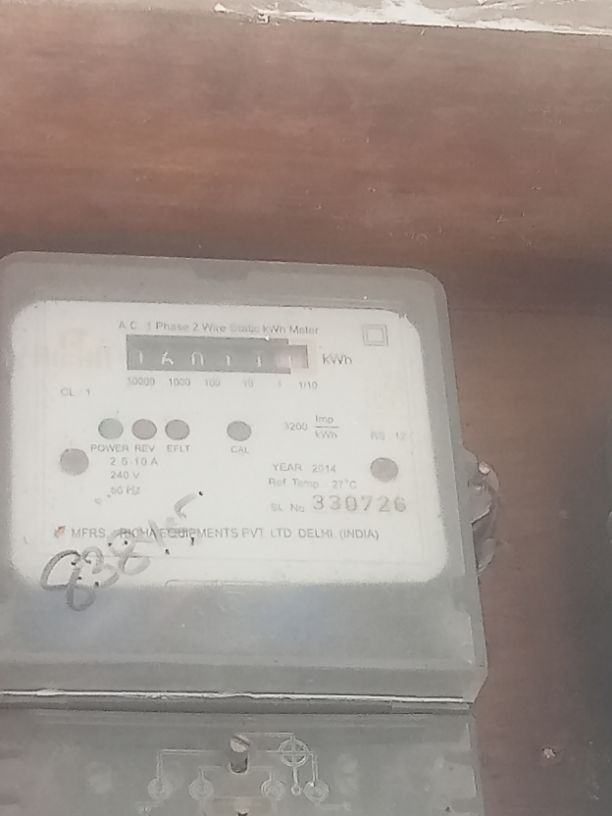 A.C. 1 Phase 2 Wire Static kWh Meter
kWh
10000 1000 100 10 1 1/10
CL. 1
3200 Imp/kWh
POWER REV EFLT CAL
RS. 12
2.5-10 A
240 V
50 Hz
YEAR 2014
Ref. Temp. 27°C
SL No. 330726
MFRS. EQUIPMENTS PVT. LTD. DELHI. (INDIA)